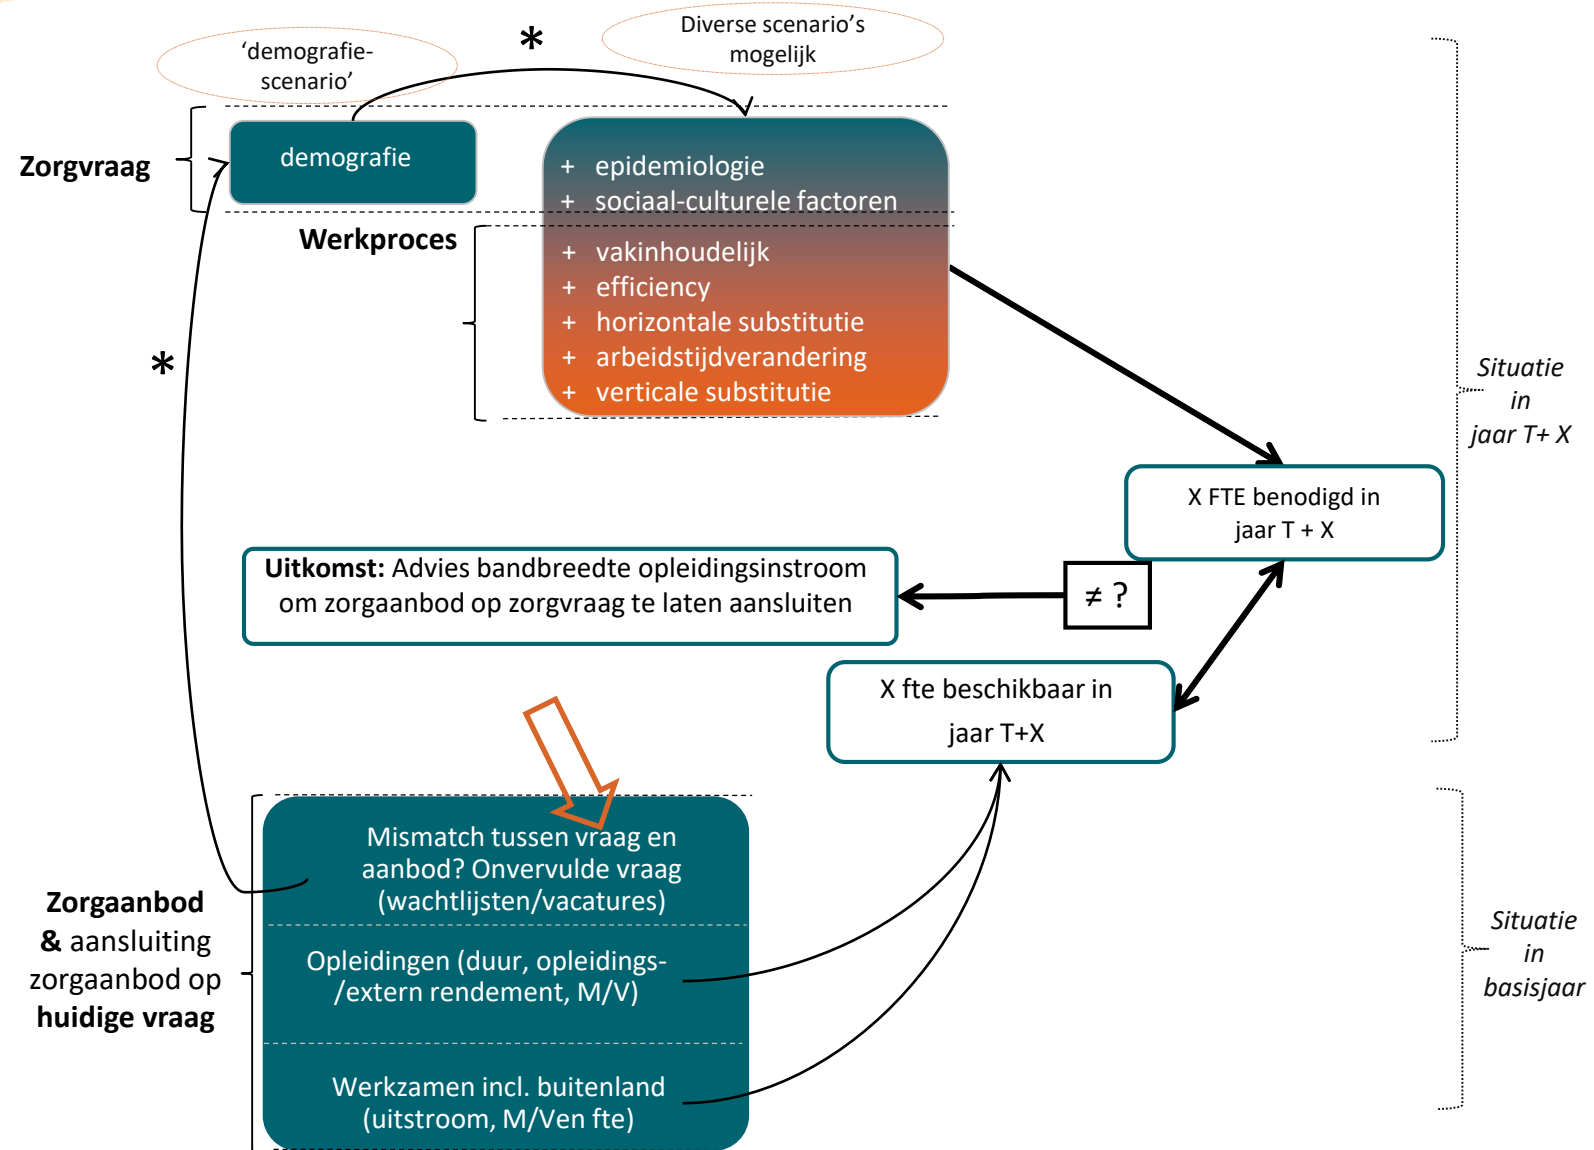 ‘demografie-
scenario’
*
Diverse scenario's
mogelijk
Zorgvraag
demografie
+ epidemiologie
+ sociaal-culturele factoren
Werkproces
+ vakinhoudelijk
+ efficiency
+ horizontale substitutie
+ arbeidstijdverandering
+ verticale substitutie
*
Situatie
in
jaar T+ X
X FTE benodigd in
jaar T + X
Uitkomst: Advies bandbreedte opleidingsinstroom
om zorgaanbod op zorgvraag te laten aansluiten
≠ ?
X fte beschikbaar in
jaar T+X
Zorgaanbod
& aansluiting
zorgaanbod op
huidige vraag
Mismatch tussen vraag en
aanbod? Onvervulde vraag
(wachtlijsten/vacatures)
Opleidingen (duur, opleidings-
/extern rendement, M/V)
Werkzamen incl. buitenland
(uitstroom, M/Ven fte)
Situatie
in
basisjaar